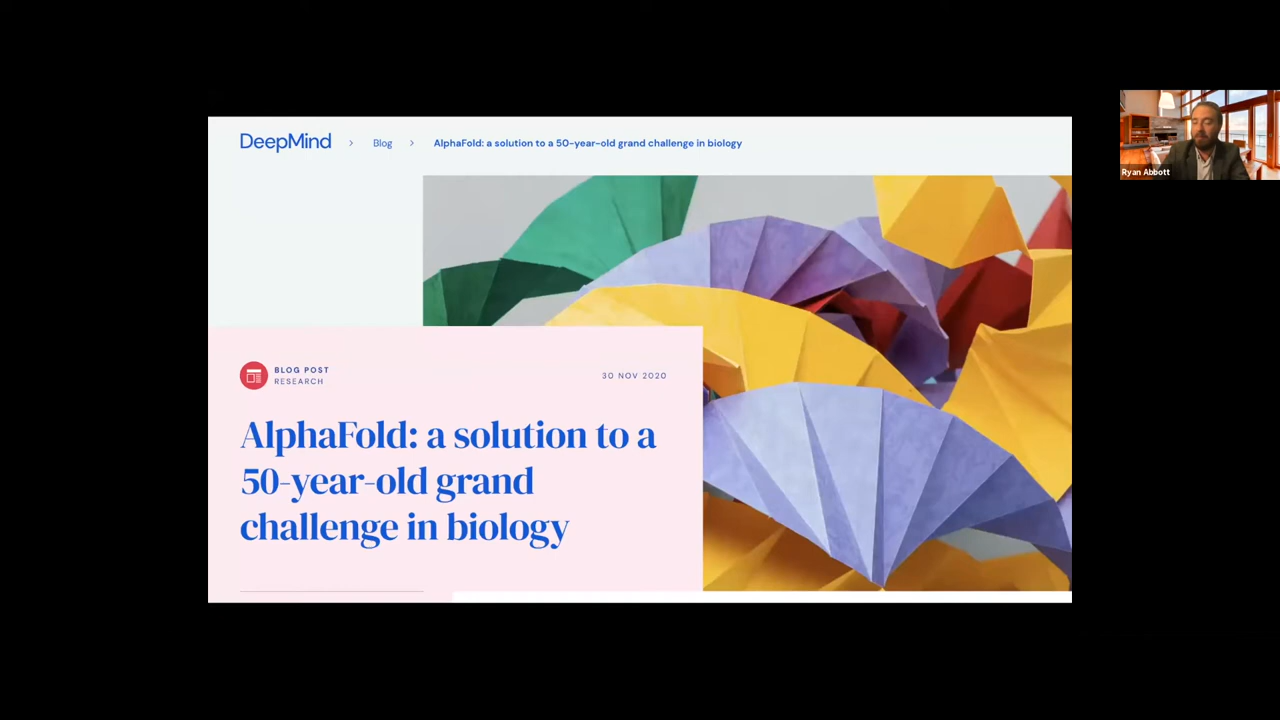 DeepMind > Blog > AlphaFold: a solution to a 50-year-old grand challenge in biology
BLOG POST
RESEARCH
30 NOV 2020
AlphaFold: a solution to a
50-year-old grand
challenge in biology
Ryan Abbott